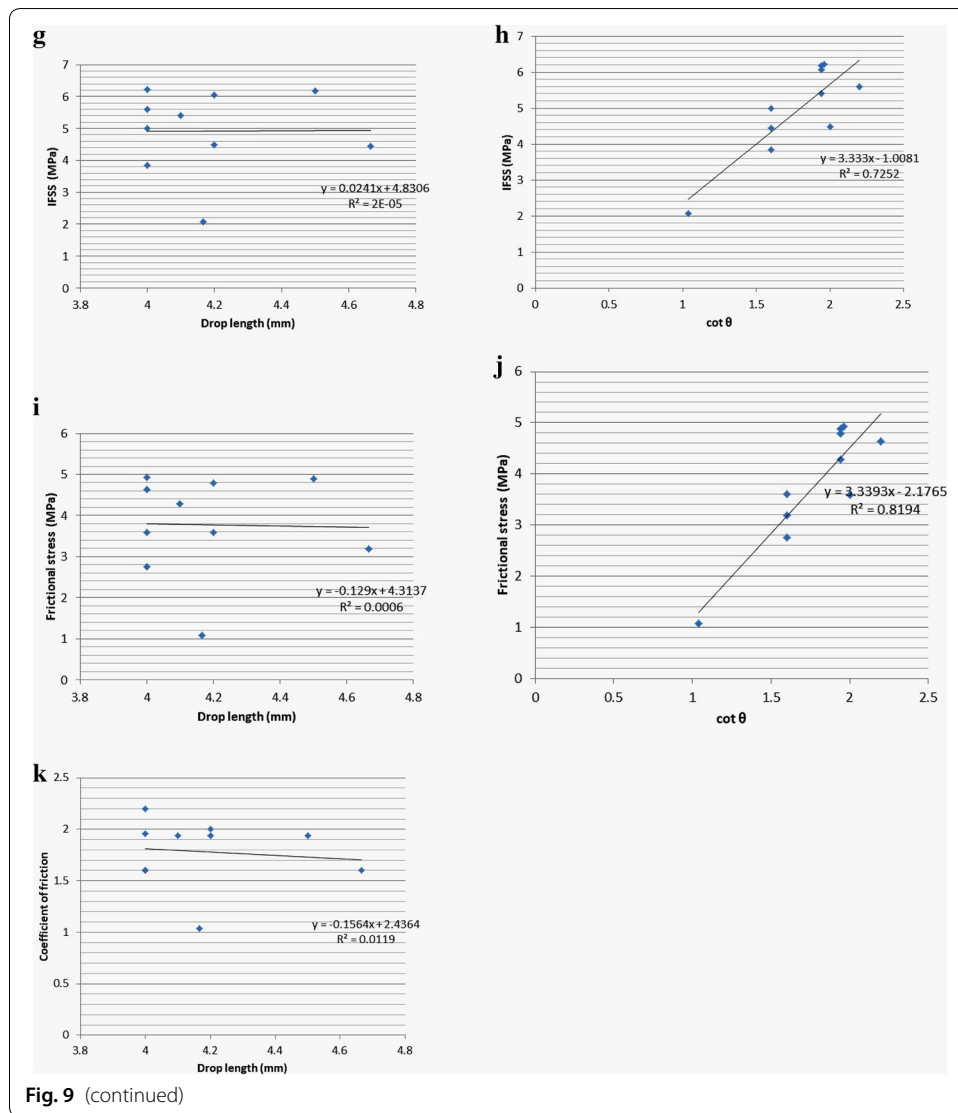 g
7
6
5
4
3
2
1
0
IFSS (MPa)
y = 0.0241x + 4.8306
R² = 2E-05
3.8 4 4.2 4.4 4.6 4.8
Drop length (mm)
h
7
6
5
4
3
2
1
0
IFSS (MPa)
y = 3.333x - 1.0081
R² = 0.7252
0 0.5 1 1.5 2 2.5
cot θ
i
6
5
4
3
2
1
0
Frictional stress (MPa)
y = -0.129x + 4.3137
R² = 0.0006
3.8 4 4.2 4.4 4.6 4.8
Drop length (mm)
j
6
5
4
3
2
1
0
Frictional stress (MPa)
y = 3.3393x - 2.1765
R² = 0.8194
0 0.5 1 1.5 2 2.5
cot θ
k
2.5
2
1.5
1
0.5
0
Coefficient of friction
y = -0.1564x + 2.4364
R² = 0.0119
3.8 4 4.2 4.4 4.6 4.8
Drop length (mm)
Fig. 9 (continued)